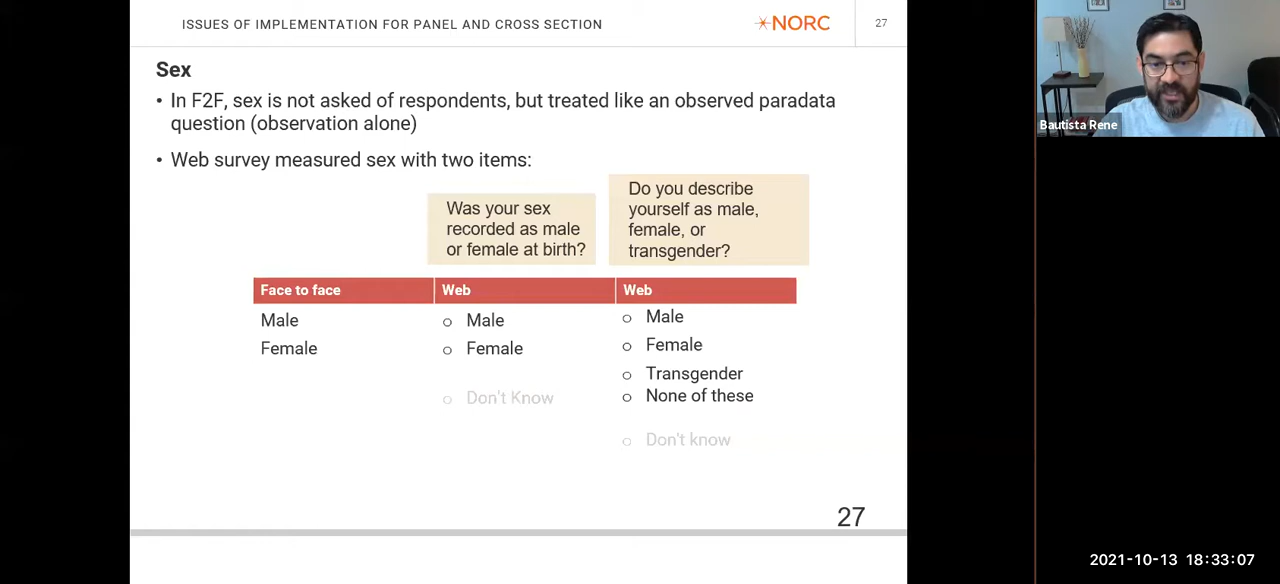 ISSUES OF IMPLEMENTATION FOR PANEL AND CROSS SECTION
NORC
27
Sex
• In F2F, sex is not asked of respondents, but treated like an observed paradata
question (observation alone)
• Web survey measured sex with two items:
Was your sex
recorded as male
or female at birth?
Do you describe
yourself as male,
female, or
transgender?
Face to face
Web
Web
Male
Female
o Male
o Female
o Don't Know
o Male
o Female
o Transgender
o None of these
o Don't know
27
Bautista Rene
2021-10-13 18:33:07